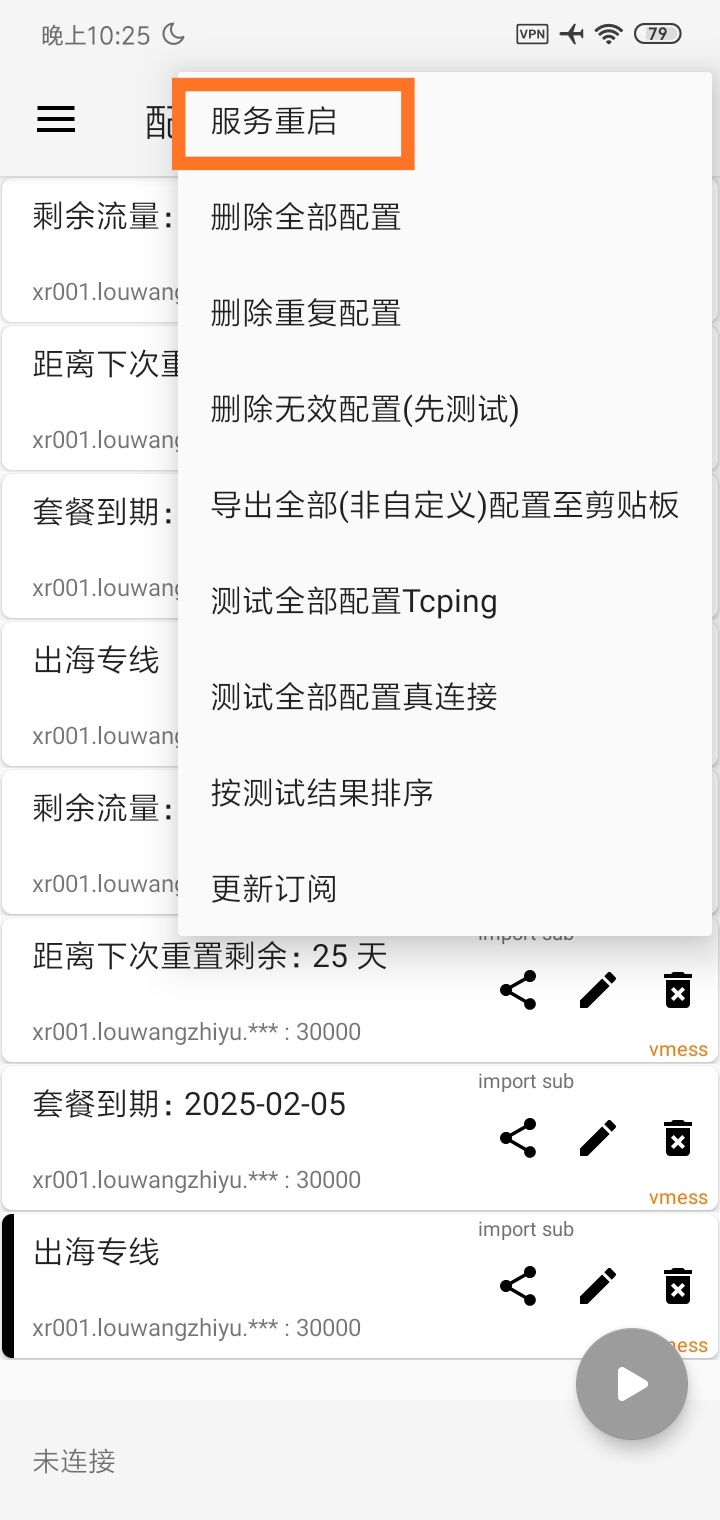 晚上10:25
VPN
79
配
服务重启
删除全部配置
删除重复配置
删除无效配置(先测试)
导出全部(非自定义)配置至剪贴板
测试全部配置Tcping
测试全部配置真连接
按测试结果排序
更新订阅
剩余流量:
xr001.louwang
距离下次重
xr001.louwang
套餐到期:
xr001.louwang
出海专线
xr001.louwang
剩余流量:
xr001.louwang
import sub
距离下次重置剩余: 25 天
xr001.louwangzhiyu.*** : 30000
vmess
import sub
套餐到期: 2025-02-05
xr001.louwangzhiyu.*** : 30000
vmess
import sub
出海专线
xr001.louwangzhiyu.*** : 30000
mess
未连接